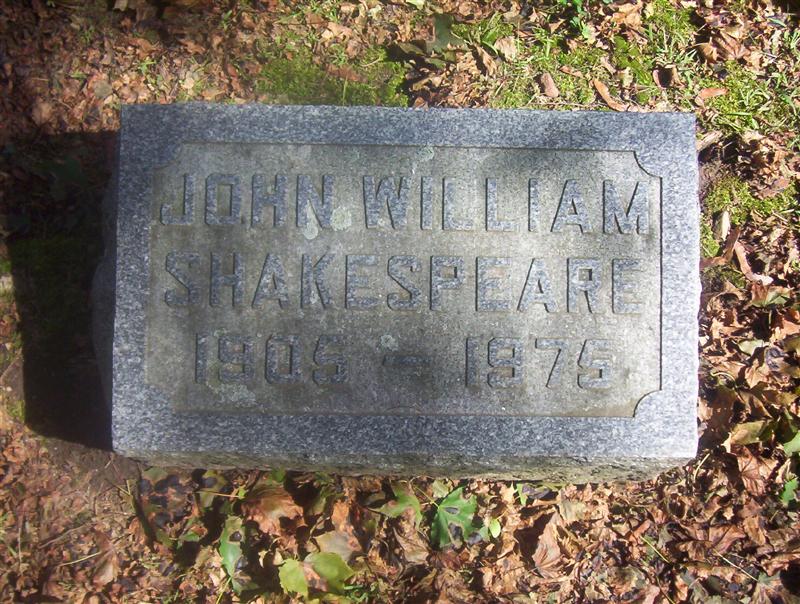 JOHN WILLIAM
SHAKESPEARE
1905 - 1975